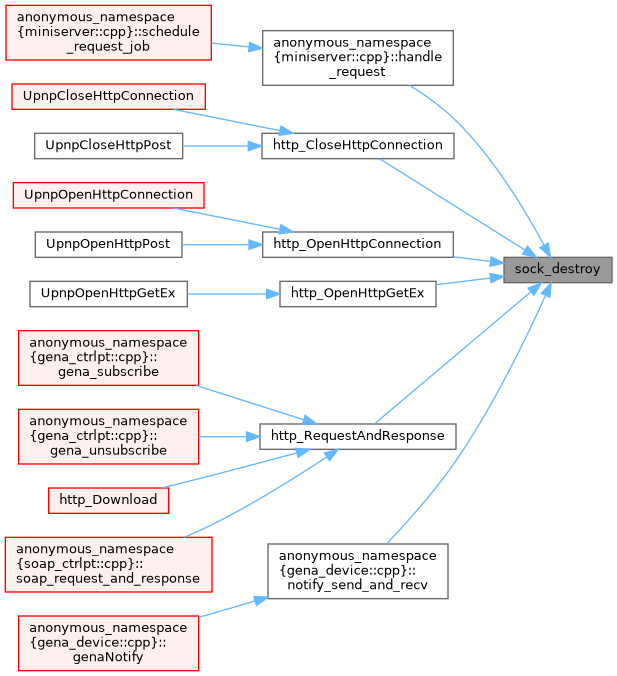 anonymous_namespace
{miniserver::cpp}::schedule
_request_job
anonymous_namespace
{miniserver::cpp}::handle
_request
UpnpCloseHttpConnection
UpnpCloseHttpPost
http_CloseHttpConnection
UpnpOpenHttpConnection
UpnpOpenHttpPost
http_OpenHttpConnection
sock_destroy
UpnpOpenHttpGetEx
http_OpenHttpGetEx
anonymous_namespace
{gena_ctrlpt::cpp}::
gena_subscribe
anonymous_namespace
{gena_ctrlpt::cpp}::
gena_unsubscribe
http_RequestAndResponse
http_Download
anonymous_namespace
{soap_ctrlpt::cpp}::
soap_request_and_response
anonymous_namespace
{gena_device::cpp}::
notify_send_and_recv
anonymous_namespace
{gena_device::cpp}::
genaNotify